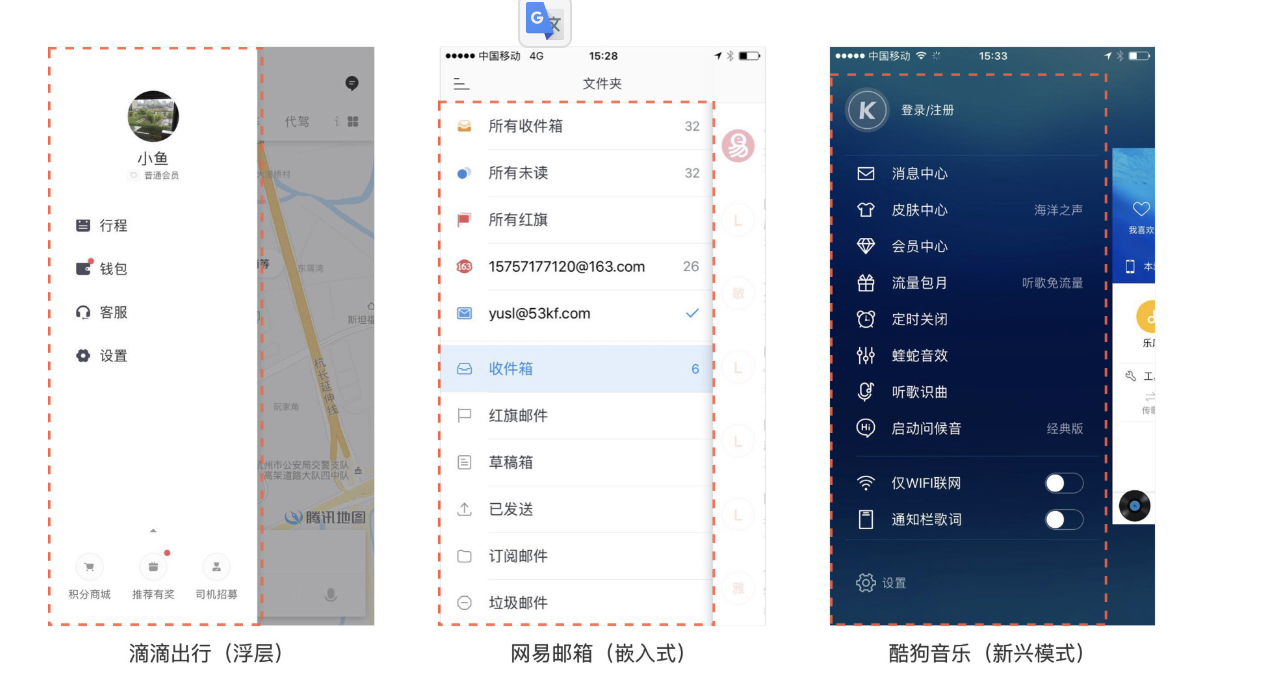 G 文
代驾
小鱼
普通会员
行程
钱包
客服
设置
东濡湾
斯坦福
杭长延伸线
阮家角
杭州市公安局交警支队
高架道路大队四中队
腾讯地图
积分商城 推荐有奖 司机招募
滴滴出行（浮层）
中国移动 4G 15:28
文件夹
所有收件箱 32
所有未读 32
所有红旗
163 15757177120@163.com 26
yusl@53kf.com
收件箱 6
红旗邮件
草稿箱
已发送
订阅邮件
垃圾邮件
易
L
敏
L
L
L
雅
网易邮箱（嵌入式）
中国移动 15:33
K 登录/注册
消息中心
皮肤中心 海洋之声
会员中心
流量包月 听歌免流量
定时关闭
蝰蛇音效
听歌识曲
Hi 启动问候音 经典版
仅WIFI联网
通知栏歌词
设置
我喜欢
本
乐
工
传
酷狗音乐（新兴模式）